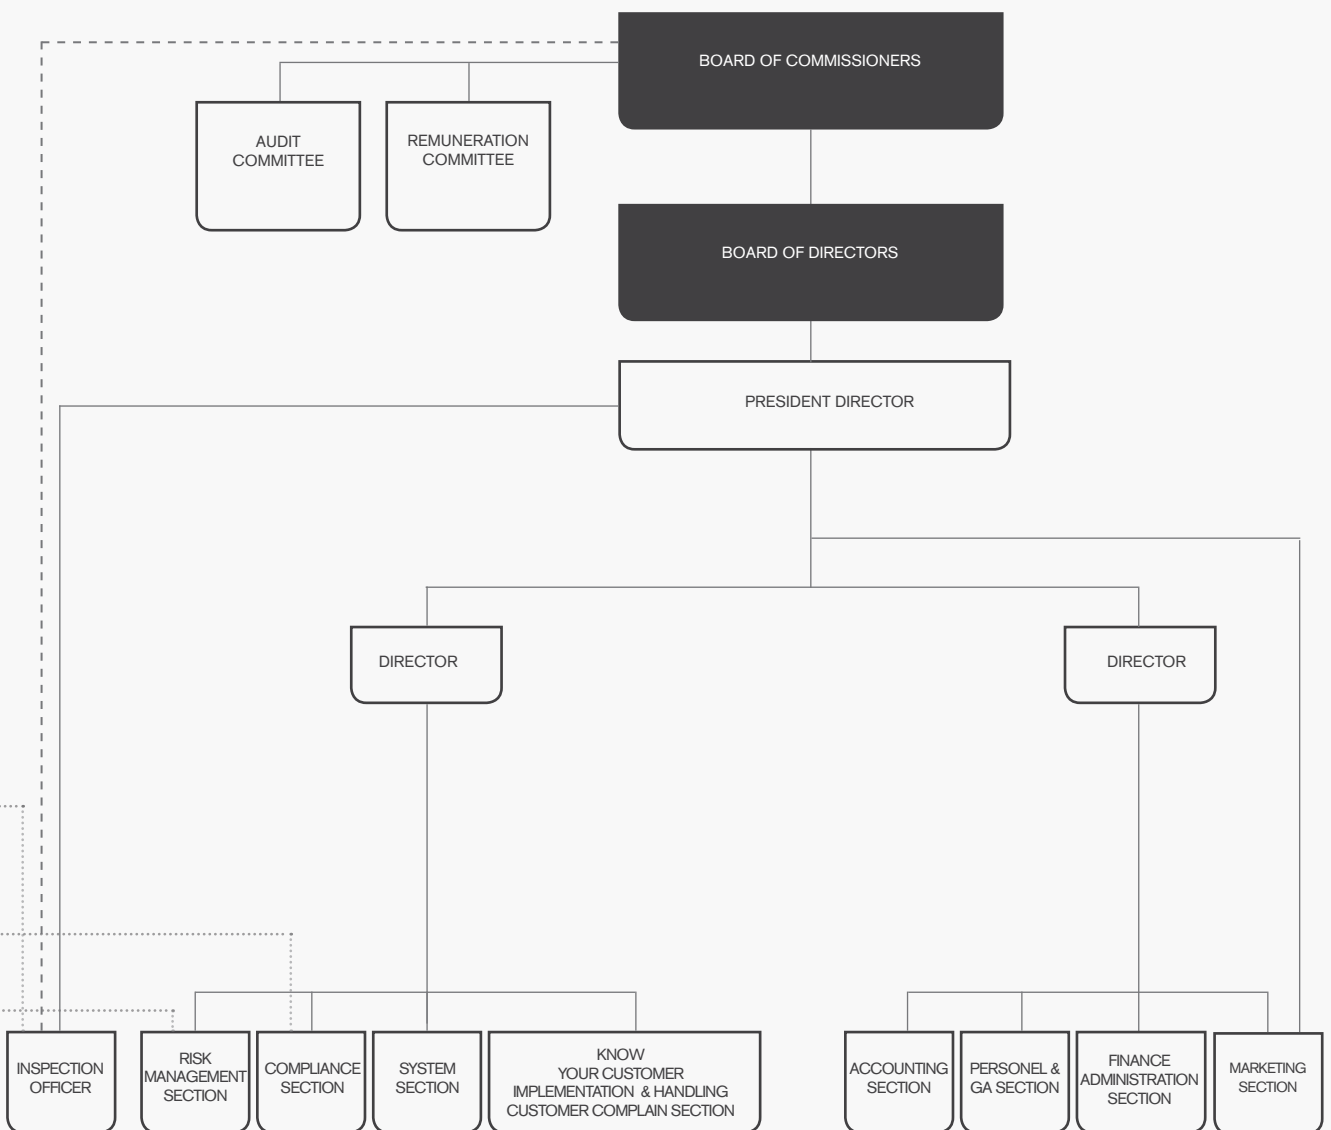 BOARD OF COMMISSIONERS
AUDIT
COMMITTEE
REMUNERATION
COMMITTEE
BOARD OF DIRECTORS
PRESIDENT DIRECTOR
DIRECTOR
DIRECTOR
INSPECTION
OFFICER
RISK
MANAGEMENT
SECTION
COMPLIANCE
SECTION
SYSTEM
SECTION
KNOW
YOUR CUSTOMER
IMPLEMENTATION & HANDLING
CUSTOMER COMPLAIN SECTION
ACCOUNTING
SECTION
PERSONEL &
GA SECTION
FINANCE
ADMINISTRATION
SECTION
MARKETING
SECTION